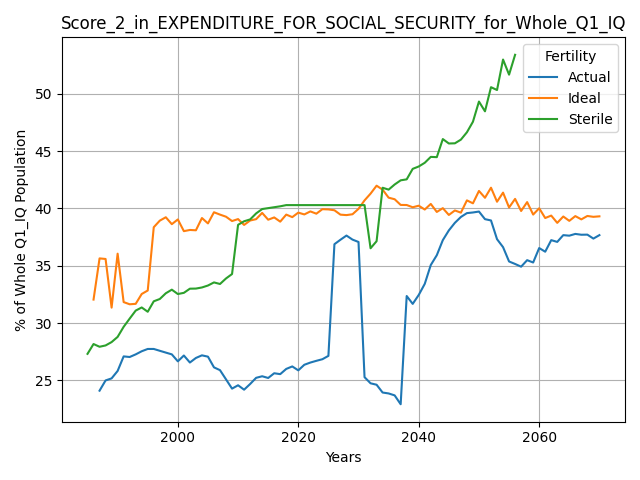 Score_2_in_EXPENDITURE_FOR_SOCIAL_SECURITY_for_Whole_Q1_IQ
Fertility
Actual
Ideal
Sterile
% of Whole Q1_IQ Population
50
45
40
35
30
25
2000
2020
2040
2060
Years